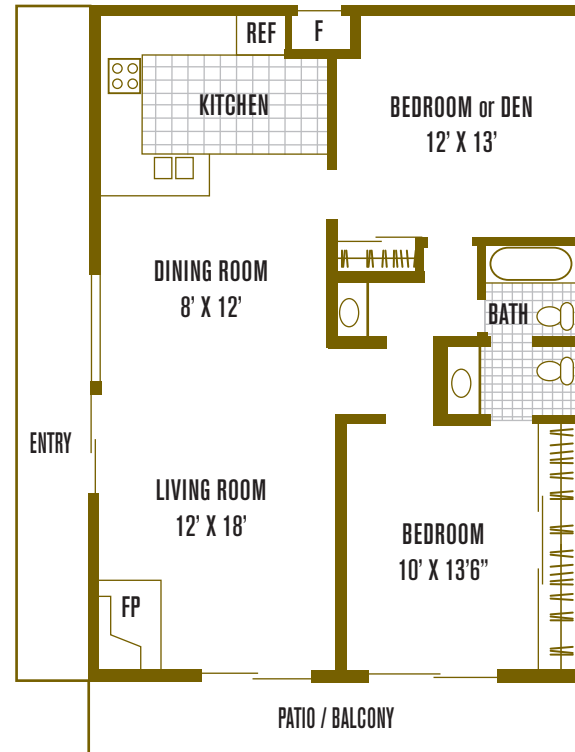 REF
F
KITCHEN
BEDROOM or DEN
12’ X 13’
DINING ROOM
8’ X 12’
BATH
ENTRY
LIVING ROOM
12’ X 18’
BEDROOM
10’ X 13’6”
FP
PATIO / BALCONY